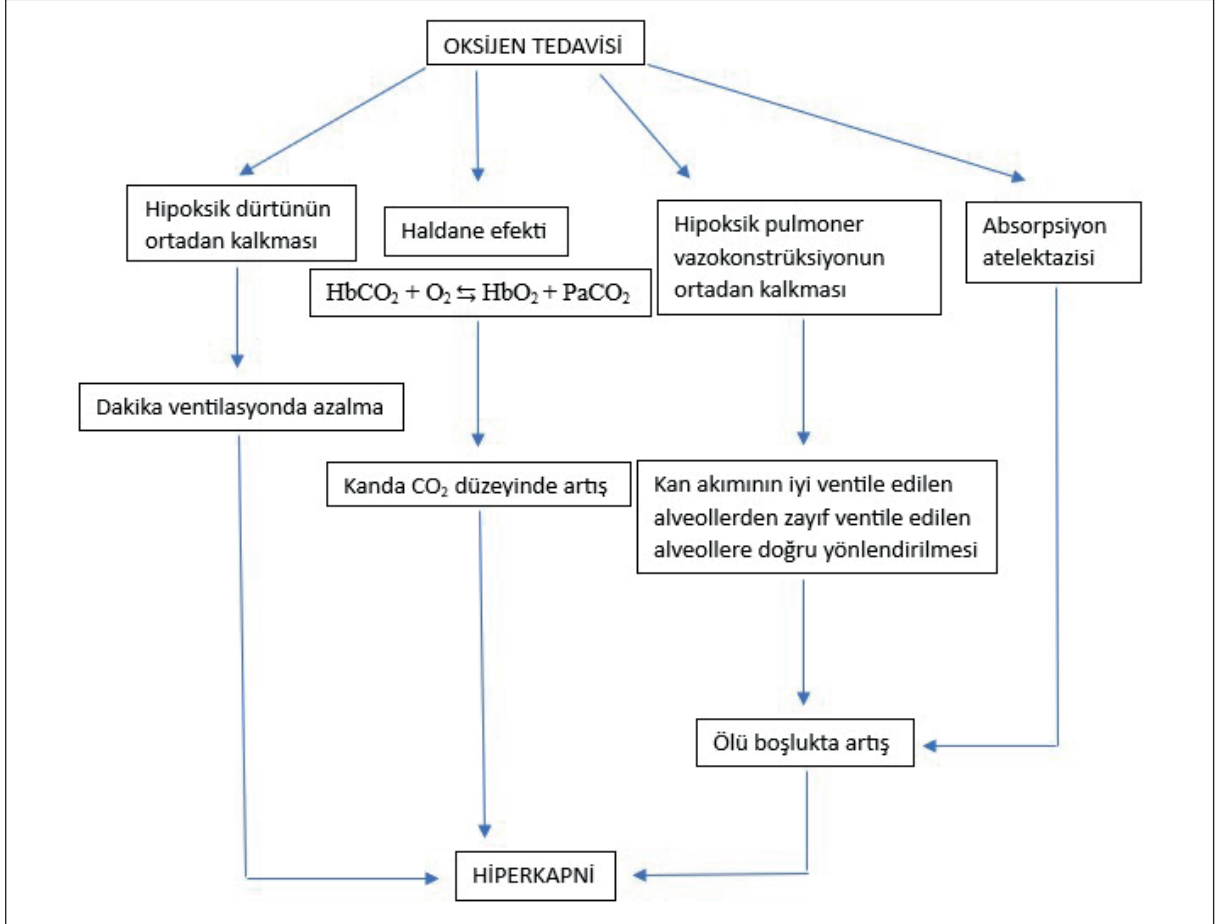 OKSİJEN TEDAVİSİ
Hipoksik dürtünün
ortadan kalkması
Haldane efekti
HbCO₂ + O₂ ⇆ HbO₂ + PaCO₂
Hipoksik pulmoner
vazokonstrüksiyonun
ortadan kalkması
Absorpsiyon
atelektazisi
Dakika ventilasyonda azalma
Kanda CO₂ düzeyinde artış
Kan akımının iyi ventile edilen
alveollerden zayıf ventile edilen
alveollere doğru yönlendirilmesi
Ölü boşlukta artış
HİPERKAPNİ